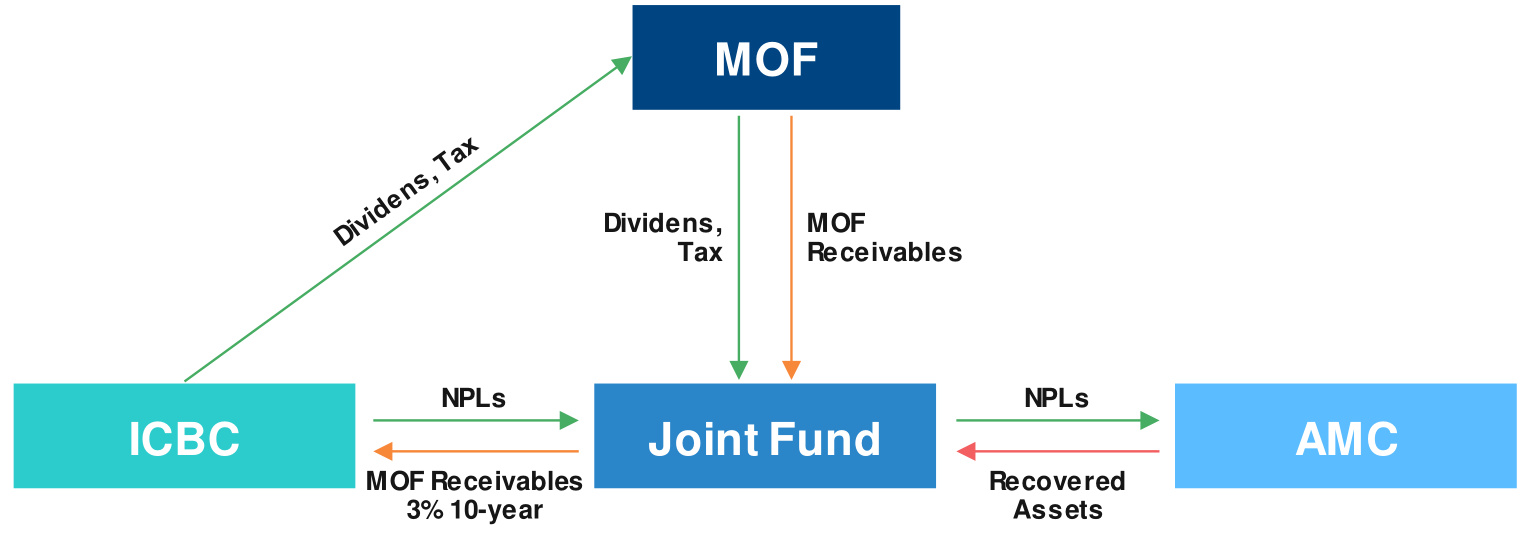 MOF
Dividens, Tax
Dividens,
Tax
MOF
Receivables
ICBC
NPLs
MOF Receivables
3% 10-year
Joint Fund
NPLs
Recovered
Assets
AMC